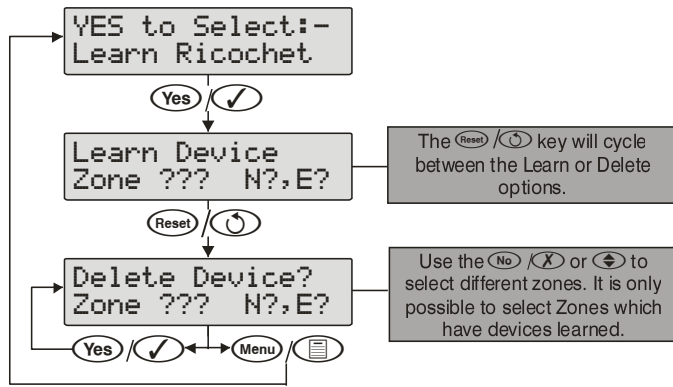 YES to Select:-
Learn Ricochet
Yes / ✓
Learn Device
Zone ??? N?,E?
The Reset / key will cycle
between the Learn or Delete
options.
Reset /
Delete Device?
Zone ??? N?,E?
Use the No / ✗ or to
select different zones. It is only
possible to select Zones which
have devices learned.
Yes / ✓
Menu /